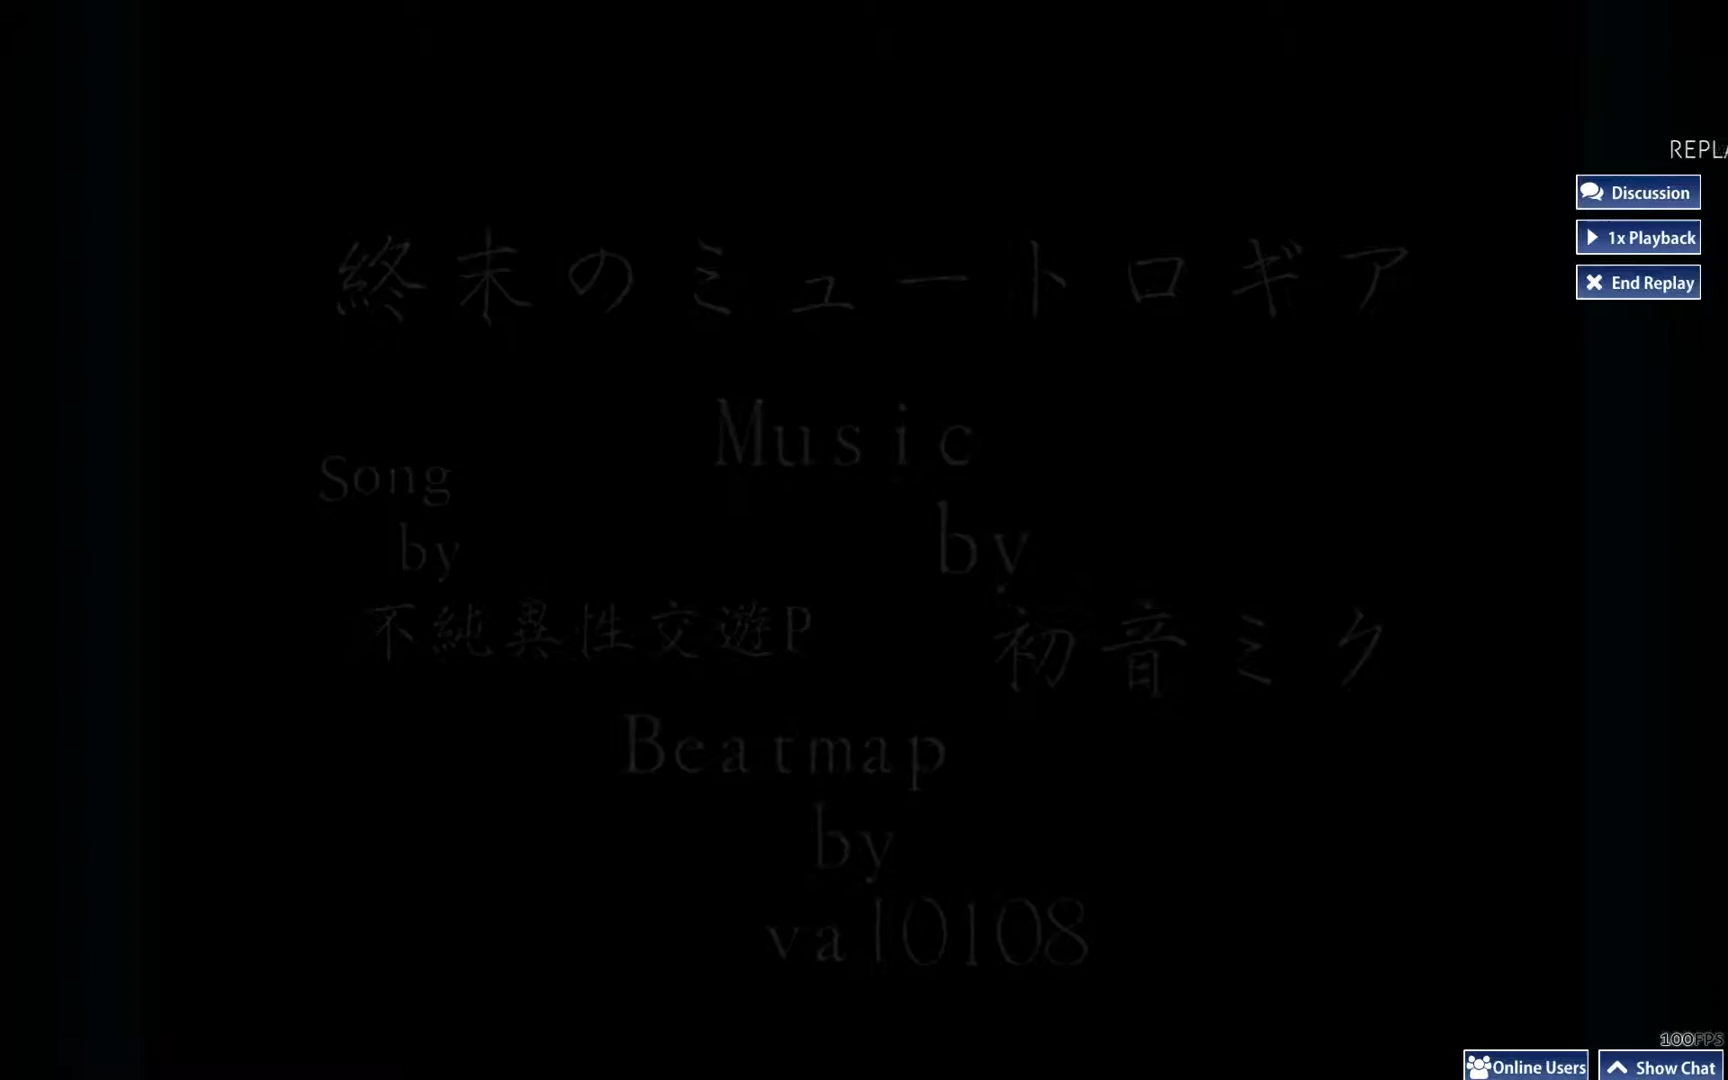 REPLA
Discussion
1x Playback
End Replay
終末のミュートロギア
Music
by
初音ミク
Song
by
不純異性交遊P
Beatmap
by
val0108
100FPS
Online Users
Show Chat